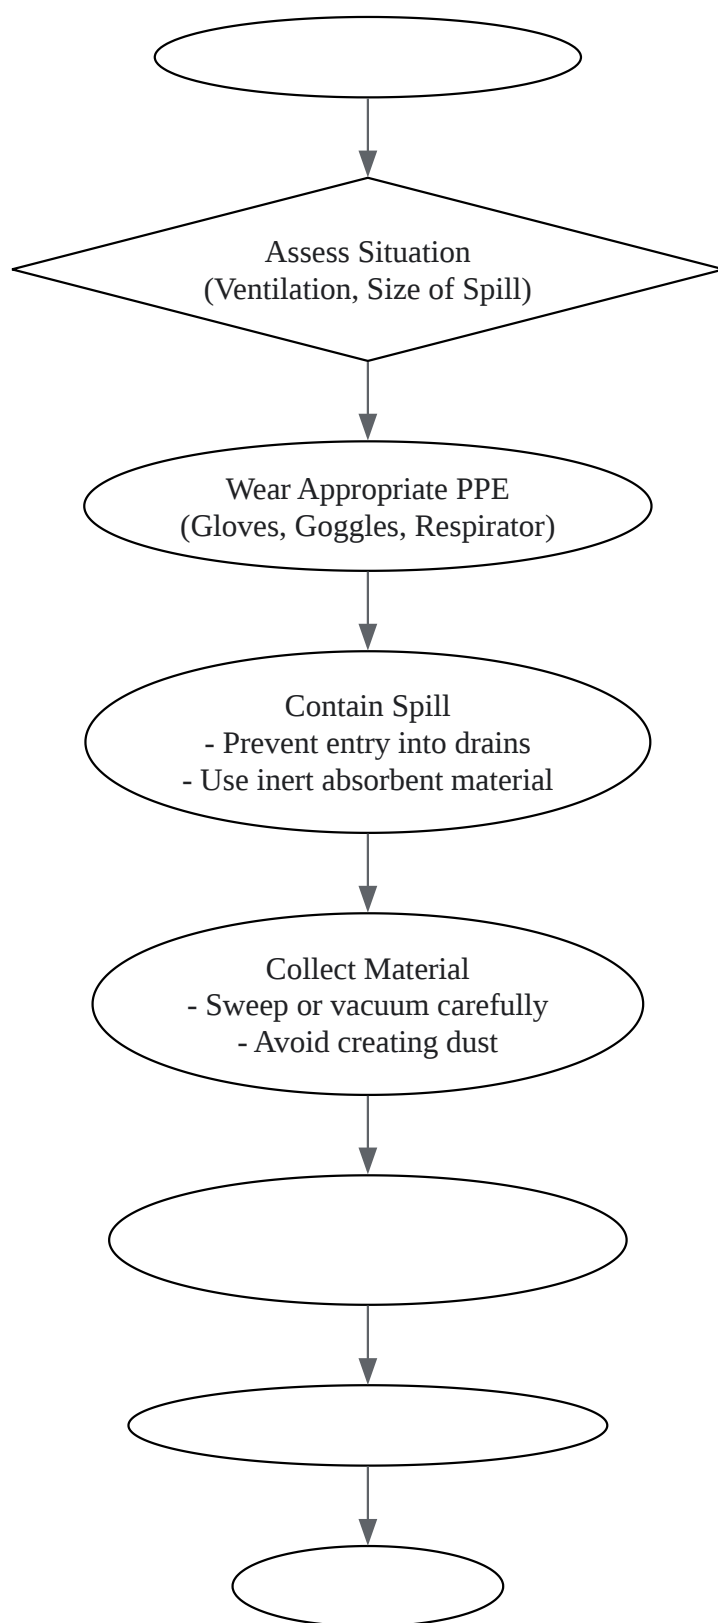 Assess Situation
(Ventilation, Size of Spill)
Wear Appropriate PPE
(Gloves, Goggles, Respirator)
Contain Spill
- Prevent entry into drains
- Use inert absorbent material
Collect Material
- Sweep or vacuum carefully
- Avoid creating dust